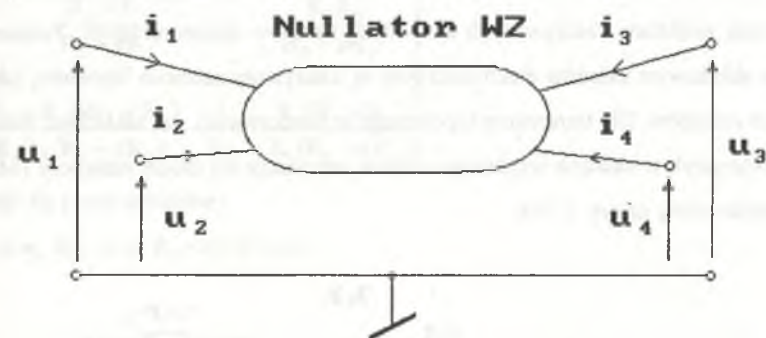 Nullator WZ
i₁ i₃
i₂ i₄
u₁ u₃
u₂ u₄